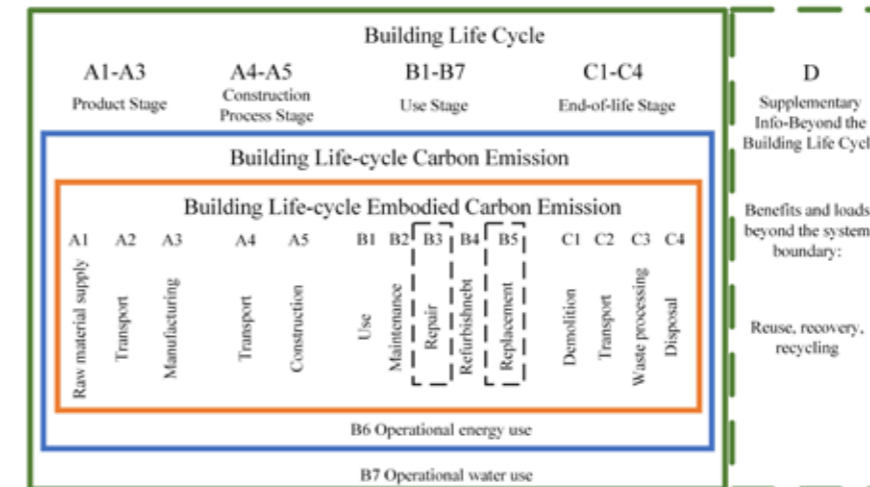 Building Life Cycle
A1-A3
Product Stage
A4-A5
Construction
Process Stage
B1-B7
Use Stage
C1-C4
End-of-life Stage
D
Supplementary
Info-Beyond the
Building Life Cycl
Building Life-cycle Carbon Emission
Building Life-cycle Embodied Carbon Emission
A1
Raw material supply
A2
Transport
A3
Manufacturing
A4
Transport
A5
Construction
B1
Use
B2
Maintenance
B3
Repair
B4
Refurbishnebt
B5
Replacement
C1
Demolition
C2
Transport
C3
Waste processing
C4
Disposal
Benefits and loads
beyond the system
boundary:
Reuse, recovery,
recycling
B6 Operational energy use
B7 Operational water use